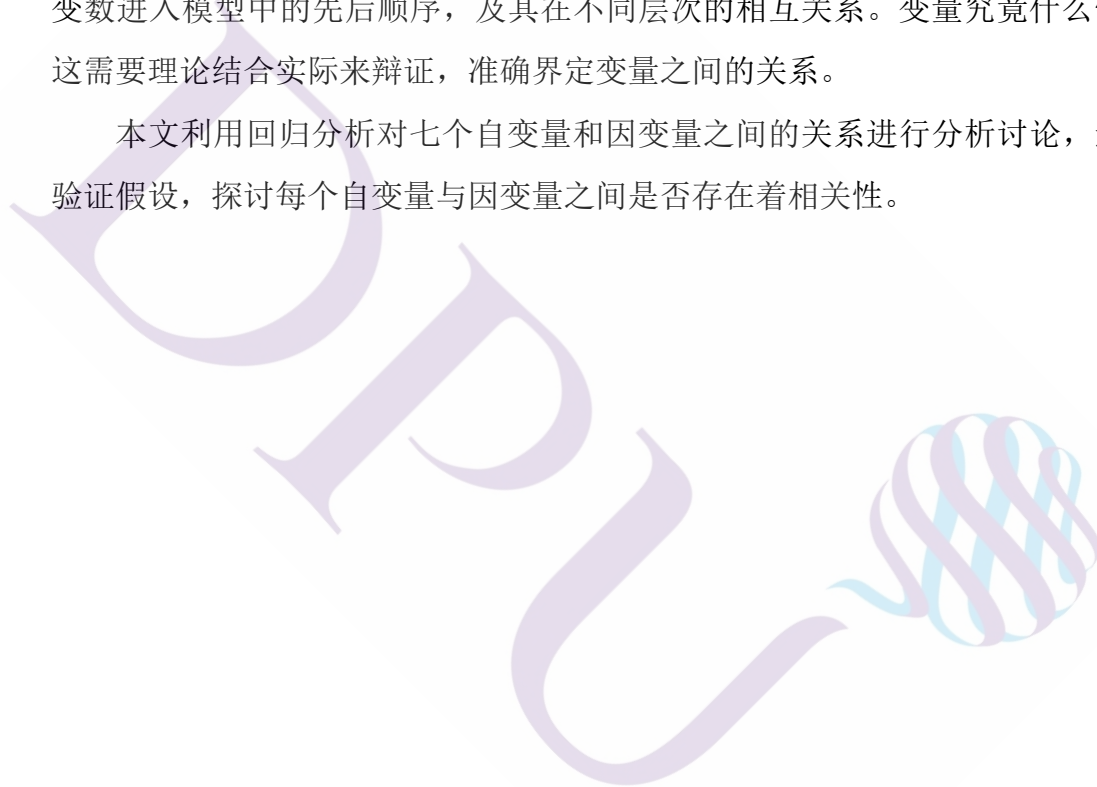 变数进入模型中的先后顺序，及其在不同层次的相互关系。变量究竟什么
这需要理论结合实际来辩证，准确界定变量之间的关系。
本文利用回归分析对七个自变量和因变量之间的关系进行分析讨论，
验证假设，探讨每个自变量与因变量之间是否存在着相关性。
DPU